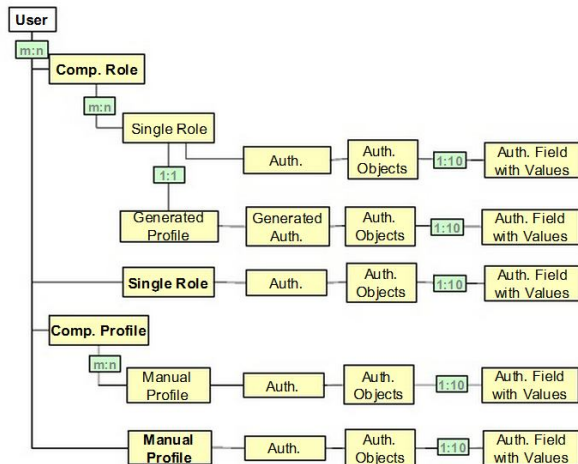 User
m:n
Comp. Role
m:n
Single Role
1:1
Auth.
Auth.
Objects
1:10
Auth. Field
with Values
Generated
Profile
Generated
Auth.
Auth.
Objects
1:10
Auth. Field
with Values
Single Role
Auth.
Auth.
Objects
1:10
Auth. Field
with Values
Comp. Profile
m:n
Manual
Profile
Auth.
Auth.
Objects
1:10
Auth. Field
with Values
Manual
Profile
Auth.
Auth.
Objects
1:10
Auth. Field
with Values